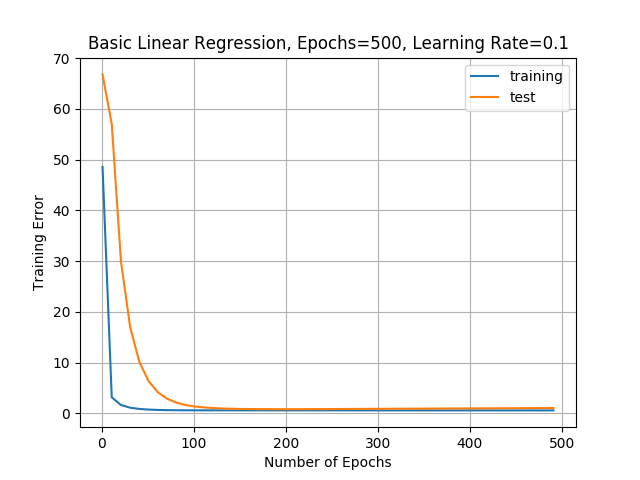 Basic Linear Regression, Epochs=500, Learning Rate=0.1
training
test
Training Error
70
60
50
40
30
20
10
0
0 100 200 300 400 500
Number of Epochs